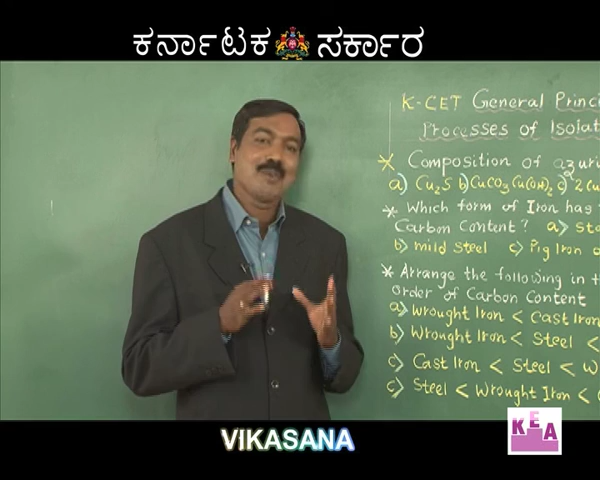 ಕರ್ನಾಟಕ ಸರ್ಕಾರ
K-CET General Princi
Processes of Isolat
* Composition of azuri
a) Cu₂S b) CuCO₃ Cu(OH)₂ c) 2 Cu
* Which form of Iron has
Carbon Content? a) Sta
b) mild steel c) Pig Iron
* Arrange the following in th
order of Carbon Content
a) Wrought Iron < Cast Iron
b) Wrought Iron < Steel <
c) Cast Iron < Steel < W
c) Steel < Wrought Iron <
VIKASANA
KEA